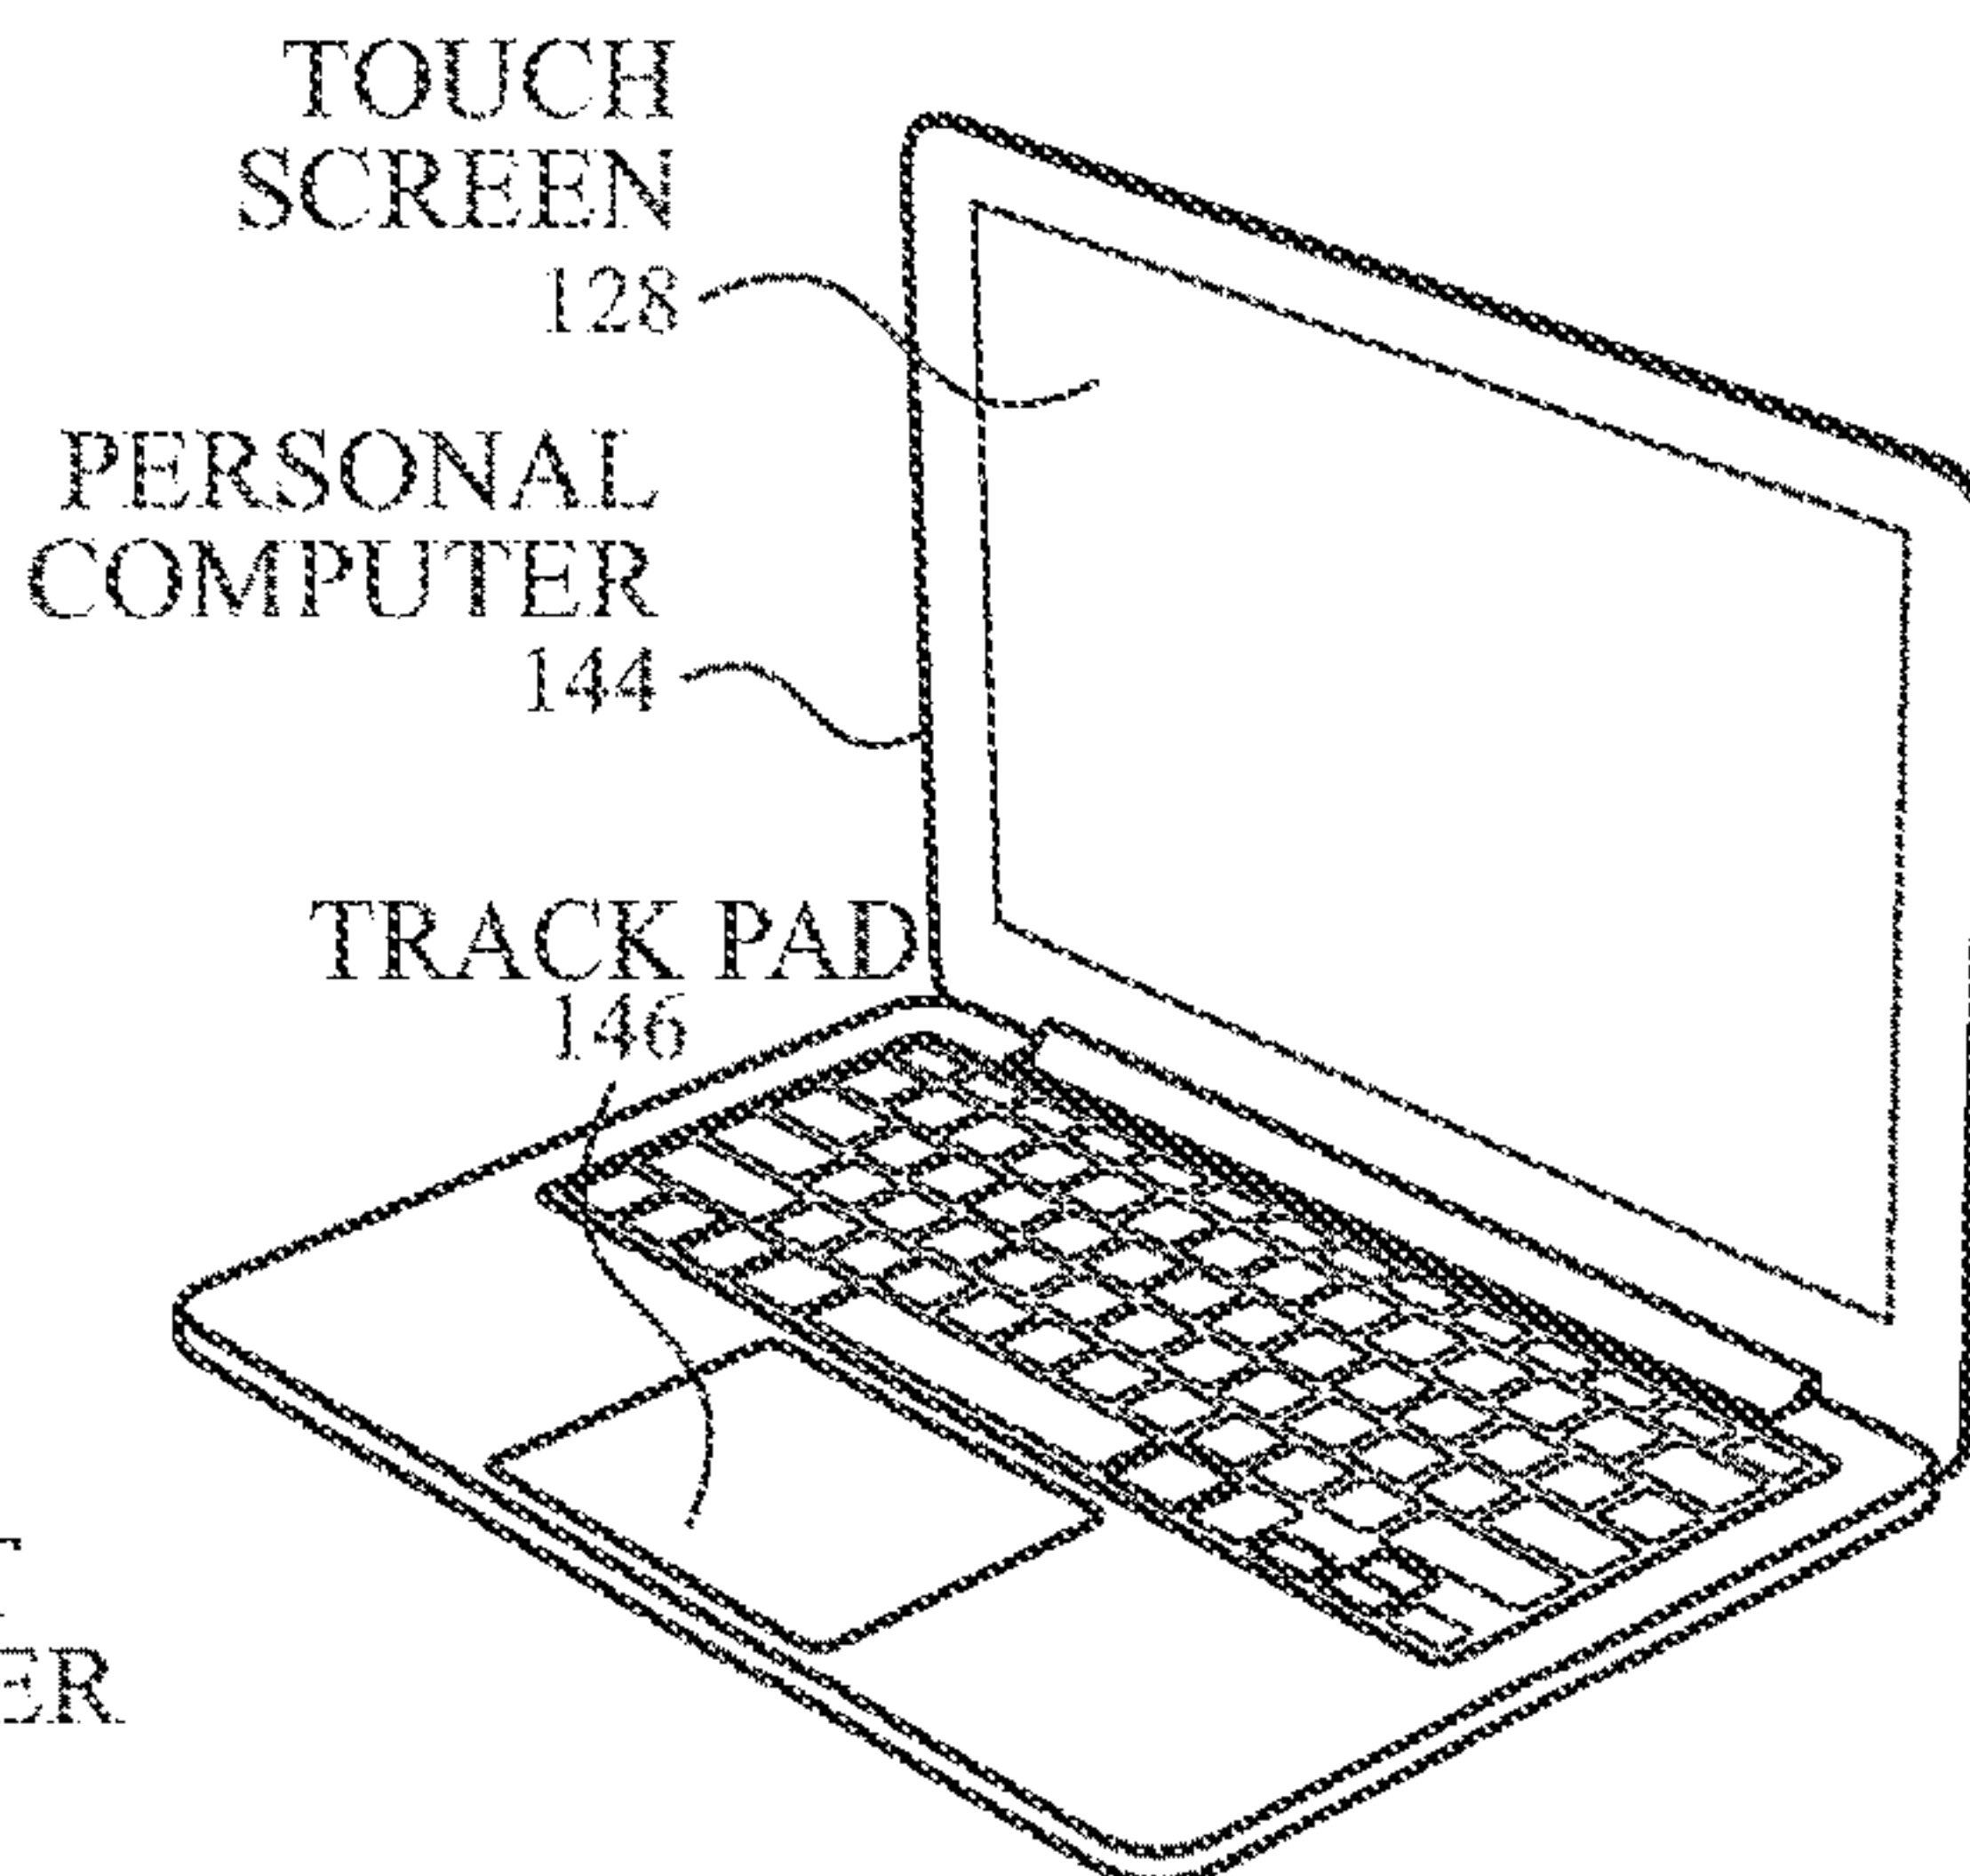 TOUCH
SCREEN
128
PERSONAL
COMPUTER
144
TRACK PAD
146